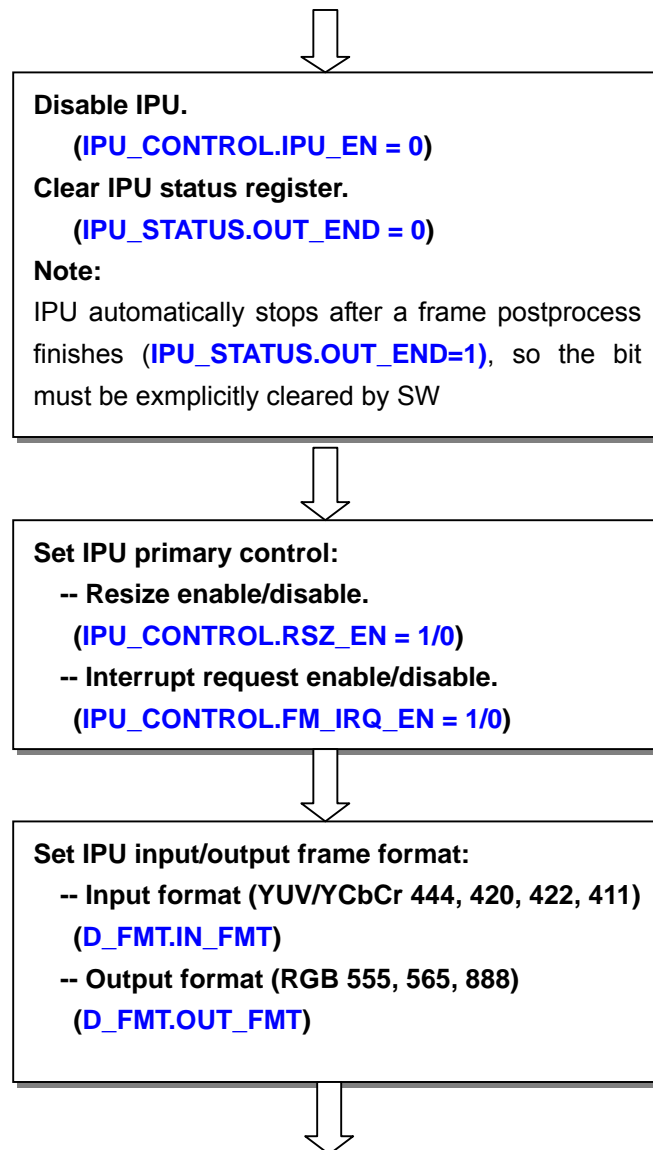 Disable IPU.
(IPU_CONTROL.IPU_EN = 0)
Clear IPU status register.
(IPU_STATUS.OUT_END = 0)
Note:
IPU automatically stops after a frame postprocess
finishes (IPU_STATUS.OUT_END=1), so the bit
must be exmplicitly cleared by SW
Set IPU primary control:
-- Resize enable/disable.
(IPU_CONTROL.RSZ_EN = 1/0)
-- Interrupt request enable/disable.
(IPU_CONTROL.FM_IRQ_EN = 1/0)
Set IPU input/output frame format:
-- Input format (YUV/YCbCr 444, 420, 422, 411)
(D_FMT.IN_FMT)
-- Output format (RGB 555, 565, 888)
(D_FMT.OUT_FMT)